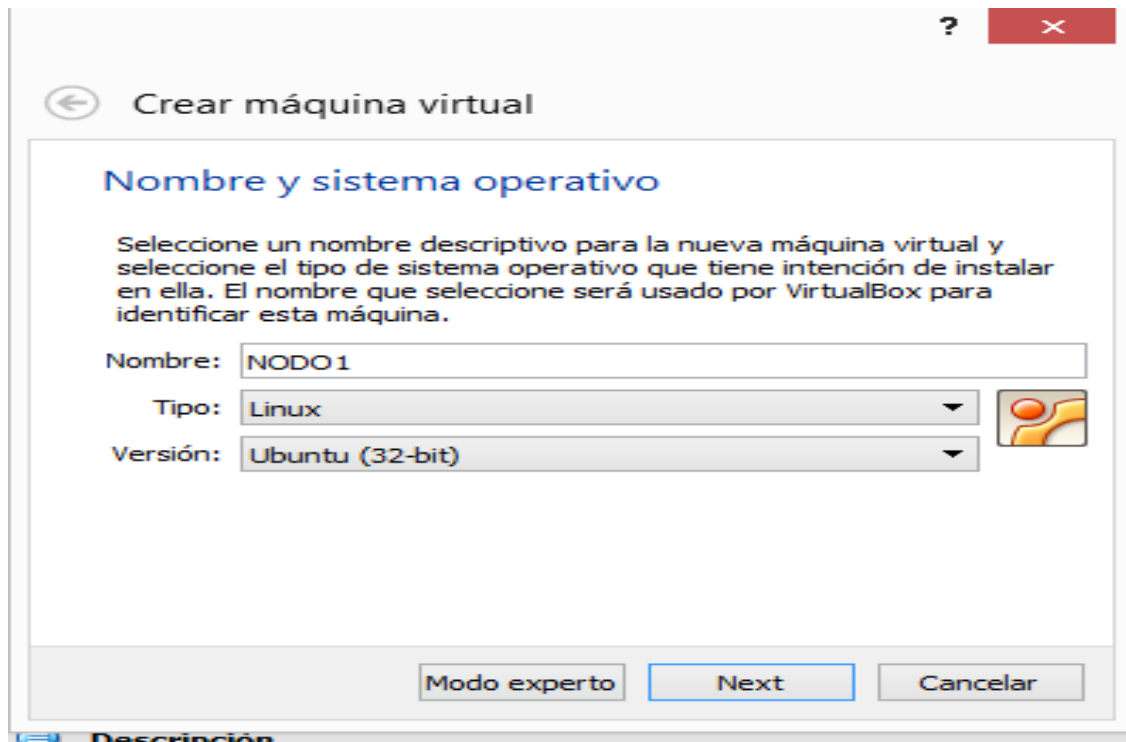 ?
Crear máquina virtual
Nombre y sistema operativo
Seleccione un nombre descriptivo para la nueva máquina virtual y
seleccione el tipo de sistema operativo que tiene intención de instalar
en ella. El nombre que seleccione será usado por VirtualBox para
identificar esta máquina.
Nombre: NODO1
Tipo: Linux
Versión: Ubuntu (32-bit)
Modo experto Next Cancelar
Descripción